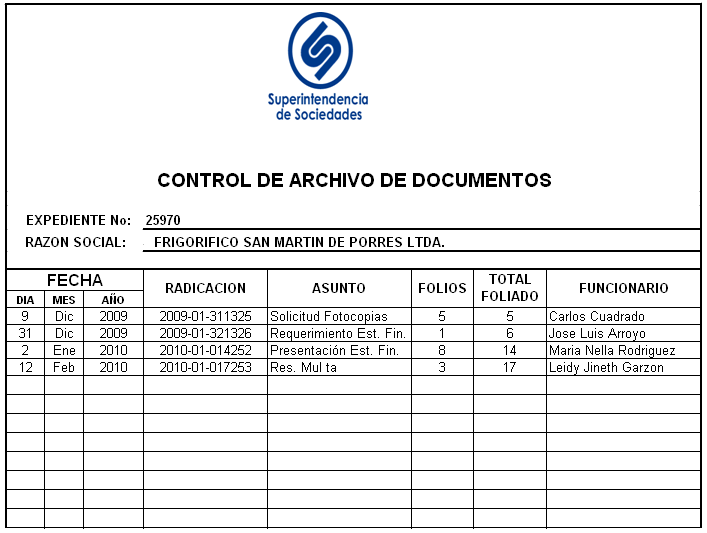 Superintendencia
de Sociedades
CONTROL DE ARCHIVO DE DOCUMENTOS
EXPEDIENTE No: 25970
RAZON SOCIAL: FRIGORIFICO SAN MARTIN DE PORRES LTDA.
FECHA RADICACION ASUNTO FOLIOS TOTAL FOLIADO FUNCIONARIO
DIA MES AÑO
9 Dic 2009 2009-01-311325 Solicitud Fotocopias 5 5 Carlos Cuadrado
31 Dic 2009 2009-01-321326 Requerimiento Est. Fin. 1 6 Jose Luis Arroyo
2 Ene 2010 2010-01-014252 Presentación Est. Fin. 8 14 Maria Nella Rodriguez
12 Feb 2010 2010-01-017253 Res. Mul ta 3 17 Leidy Jineth Garzon